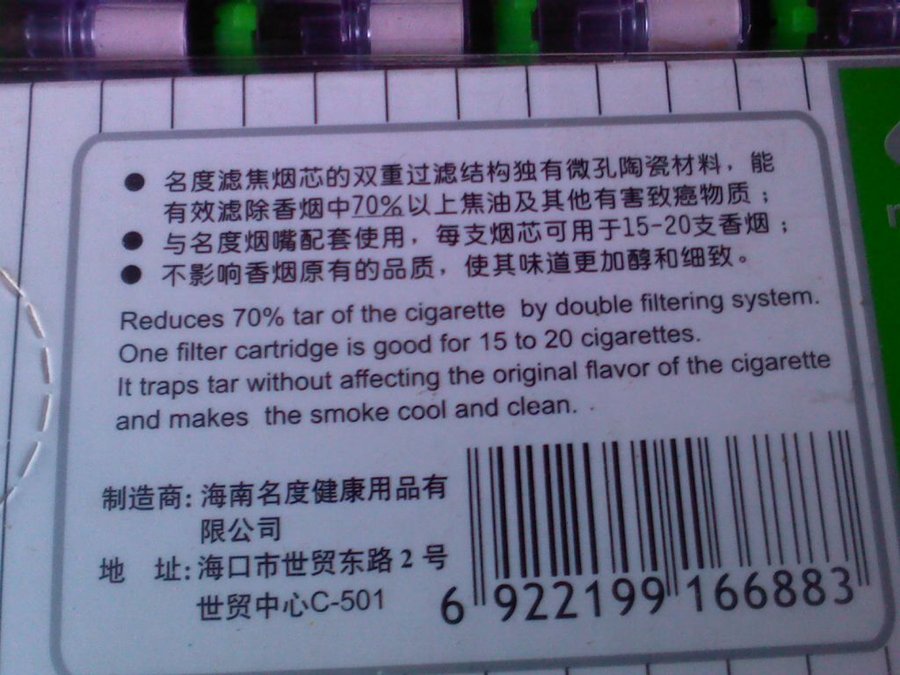 ● 名度滤焦烟芯的双重过滤结构独有微孔陶瓷材料，能
有效滤除香烟中70%以上焦油及其他有害致癌物质；
● 与名度烟嘴配套使用，每支烟芯可用于15-20支香烟；
● 不影响香烟原有的品质，使其味道更加醇和细致。
Reduces 70% tar of the cigarette by double filtering system.
One filter cartridge is good for 15 to 20 cigarettes.
It traps tar without affecting the original flavor of the cigarette
and makes the smoke cool and clean.
制造商: 海南名度健康用品有
限公司
地 址: 海口市世贸东路2号
世贸中心C-501
6 922199 166883